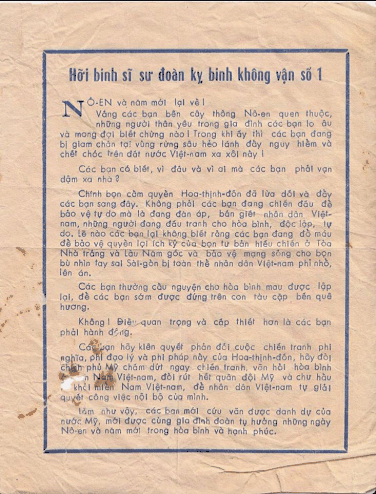 Hỡi binh sĩ sư đoàn kỵ binh không vận số 1
NÔ-EN và năm mới lại về !
Vắng các bạn bên cây thông Nô-en quen thuộc,
những người thân yêu trong gia đình các bạn lo âu
và mong đợi biết chừng nào ! Trong khi ấy thì các bạn đang
bị giam chân tại vùng rừng sâu hẻo lánh đầy nguy hiểm và
chết chóc trên đất nước Việt-nam xa xôi này !
Các bạn có biết, vì đâu và vì ai mà các bạn phải vạn
dặm xa nhà ?
Chính bọn cầm quyền Hoa-thịnh-đốn đã lừa dối và đẩy
các bạn sang đây. Không phải các bạn đang chiến đấu để
bảo vệ tự do mà là đang đàn áp, bắn giết nhân dân Việt-
nam, những người đang đấu tranh cho hòa bình, độc lập, tự
do. Lẽ nào các bạn lại không biết rằng các bạn đang đổ máu
để bảo vệ quyền lợi ích kỷ của bọn tư bản hiếu chiến ở Tòa
Nhà trắng và Lầu Năm góc và bảo vệ mạng sống cho bọn
bù nhìn tay sai Sài-gòn bị toàn thể nhân dân Việt-nam phỉ nhổ,
lên án.
Các bạn thường cầu nguyện cho hòa bình mau được lập
lại, để các bạn sớm được đứng trên con tàu cập bến quê
hương.
Không ! Điều quan trọng và cấp thiết hơn là các bạn
phải hành động.
Các bạn hãy kiên quyết phản đối cuộc chiến tranh phi
nghĩa, phi đạo lý và phi pháp này của Hoa-thịnh-đốn, hãy đòi
chính phủ Mỹ chấm dứt ngay chiến tranh, vãn hồi hòa bình
Nam Việt-nam, đòi rút hết quân đội Mỹ và chư hầu
khỏi miền Nam Việt-nam, để nhân dân Việt-nam tự giải
quyết công việc nội bộ của mình.
Làm như vậy, các bạn mới cứu vãn được danh dự của
nước Mỹ, mới được cùng gia đình đoàn tụ hưởng những ngày
Nô-en và năm mới trong hòa bình và hạnh phúc.